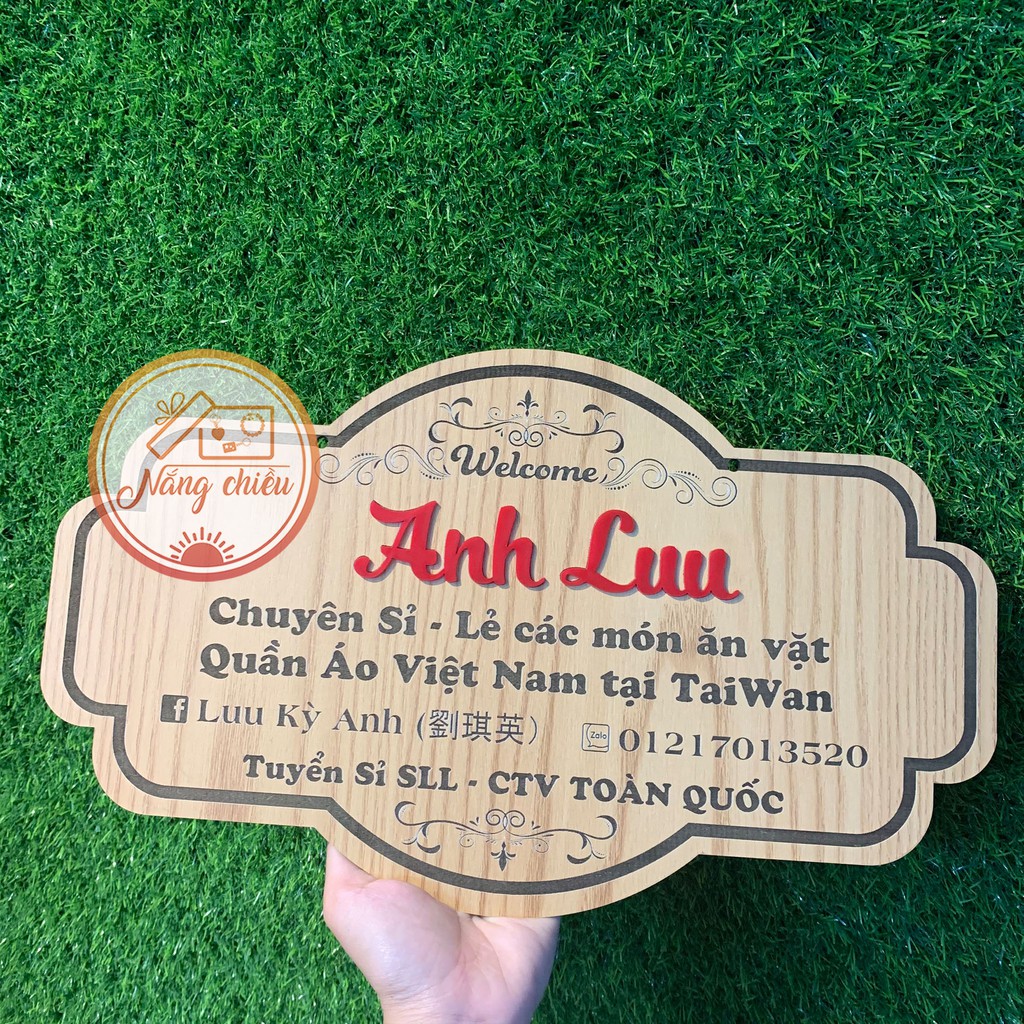 Nắng chiều
Welcome
Anh Luu
Chuyên Sỉ - Lẻ các món ăn vặt
Quần Áo Việt Nam tại TaiWan
f Luu Kỳ Anh (劉琪英)
Zalo 01217013520
Tuyển Sỉ SLL - CTV TOÀN QUỐC